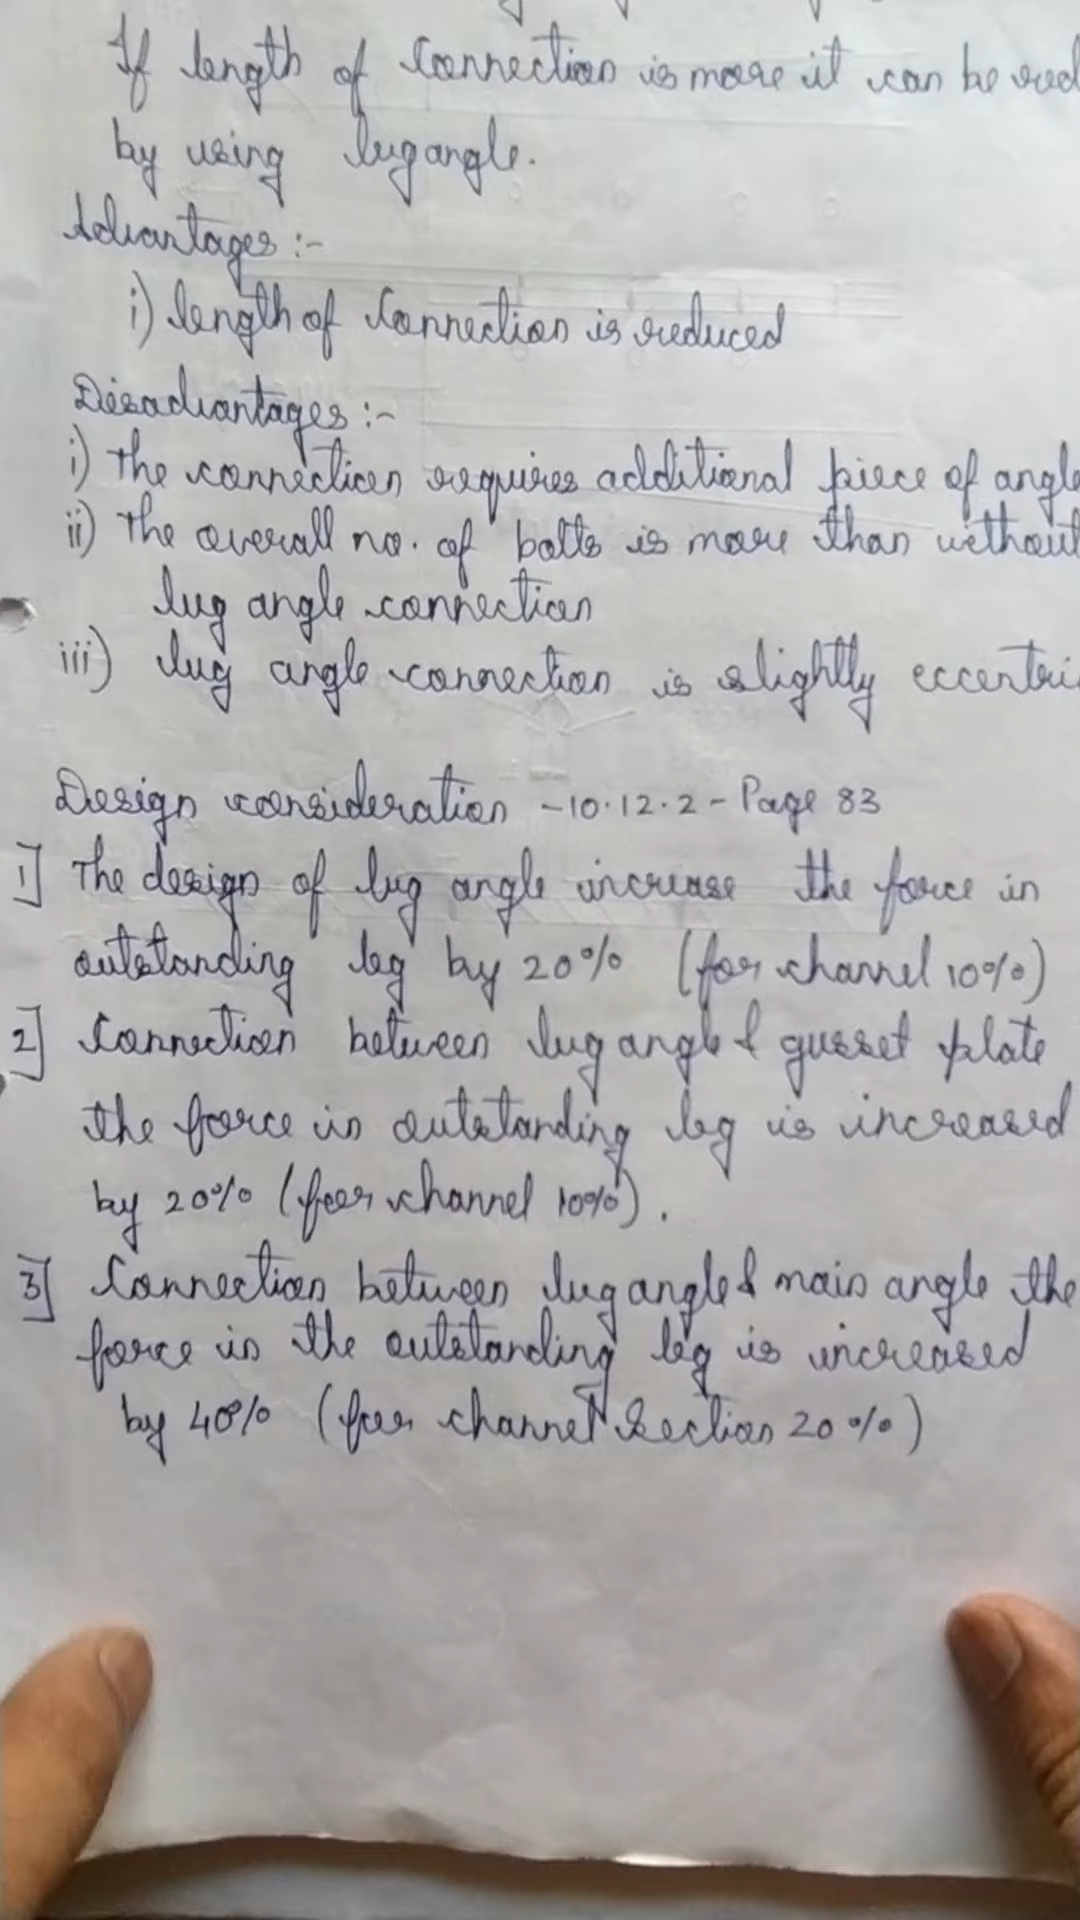 If length of Connection is more it can be red
by using lug angle.
Advantages :-
i) length of Connection is reduced
Disadvantages :-
i) The connection requires additional piece of angle
ii) The overall no. of bolts is more than without
lug angle connection
iii) lug angle connection is slightly eccentri
Design consideration - 10.12.2 - Page 83
1] The design of lug angle increase the force in
outstanding leg by 20% (for channel 10%)
2] Connection between lug angle & gusset plate
the force in outstanding leg is increased
by 20% (for channel 10%).
3] Connection between lug angle & main angle the
force in the outstanding leg is increased
by 40% (for channel Section 20%)